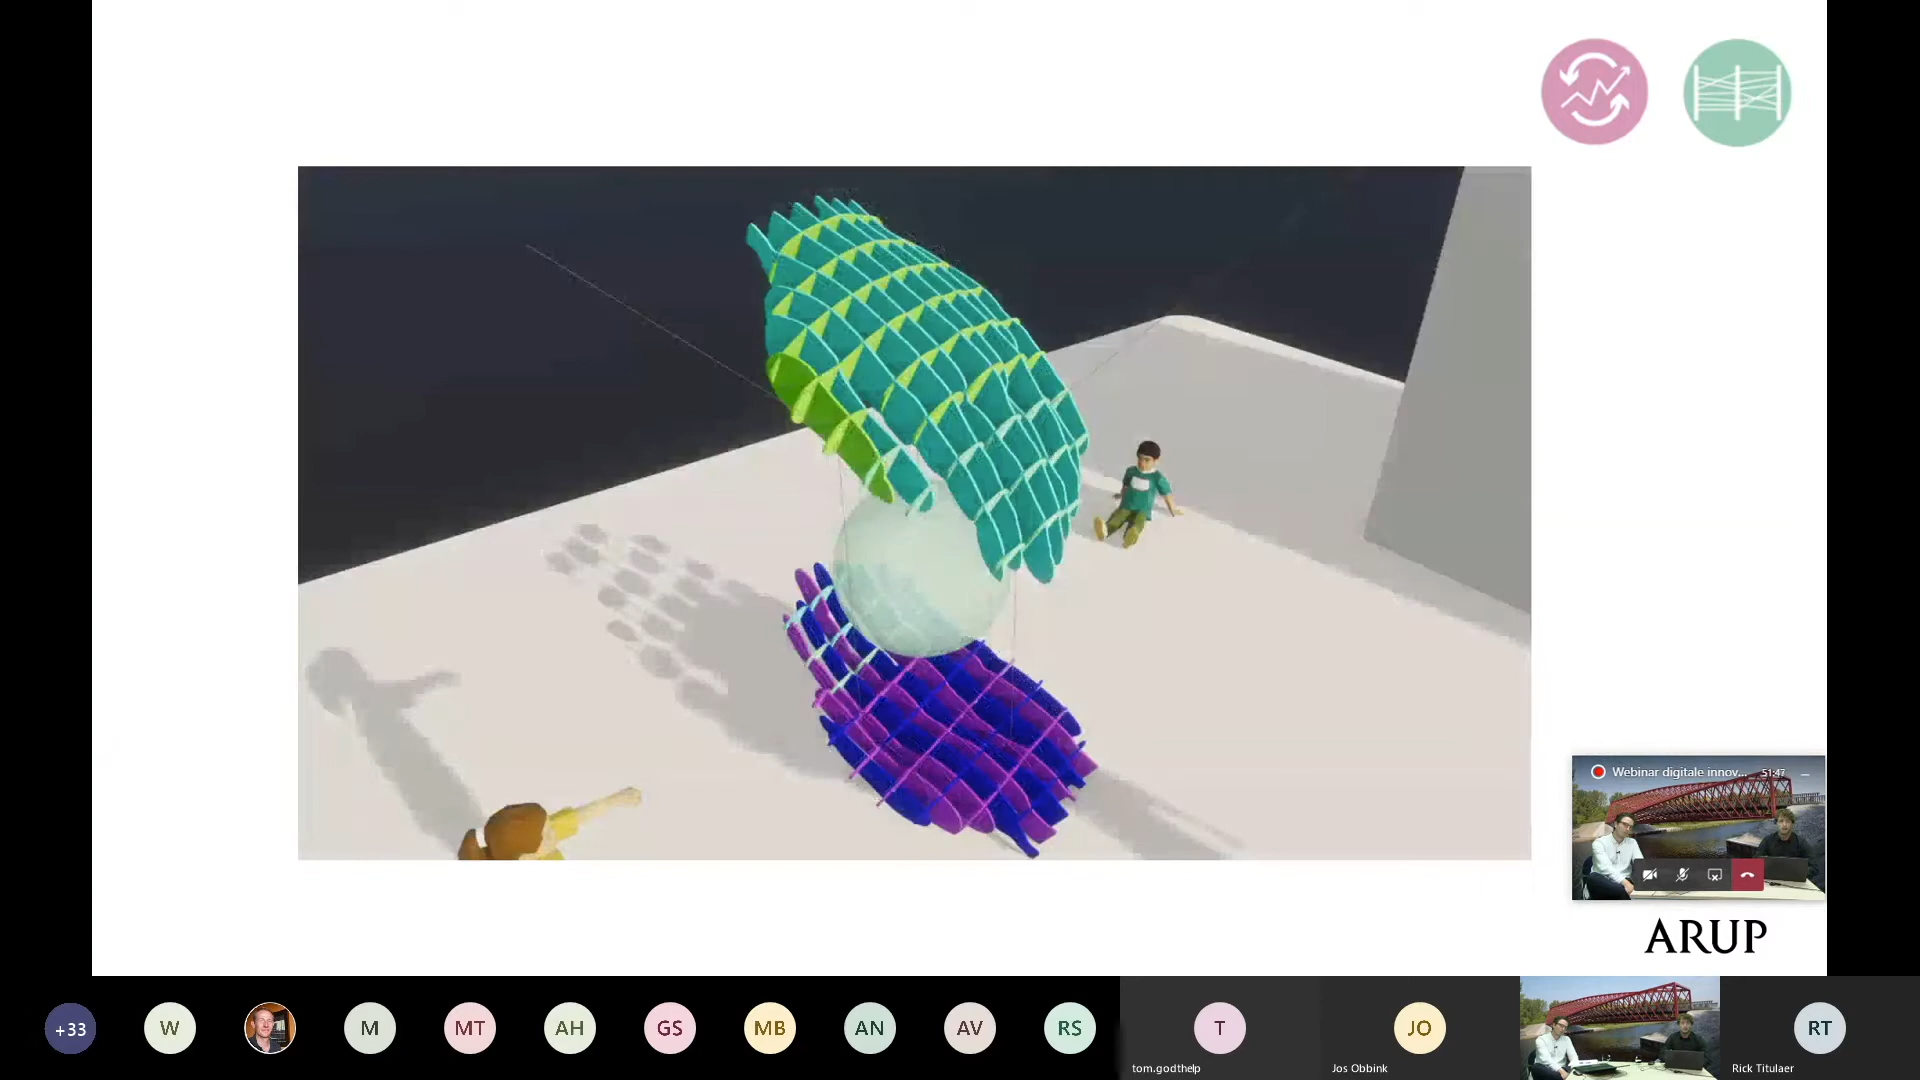 Webinar digitale innov... 51:47
ARUP
+33
W
M
MT
AH
GS
MB
AN
AV
RS
T
JO
RT
tom.godthelp
Jos Obbink
Rick Titulaer